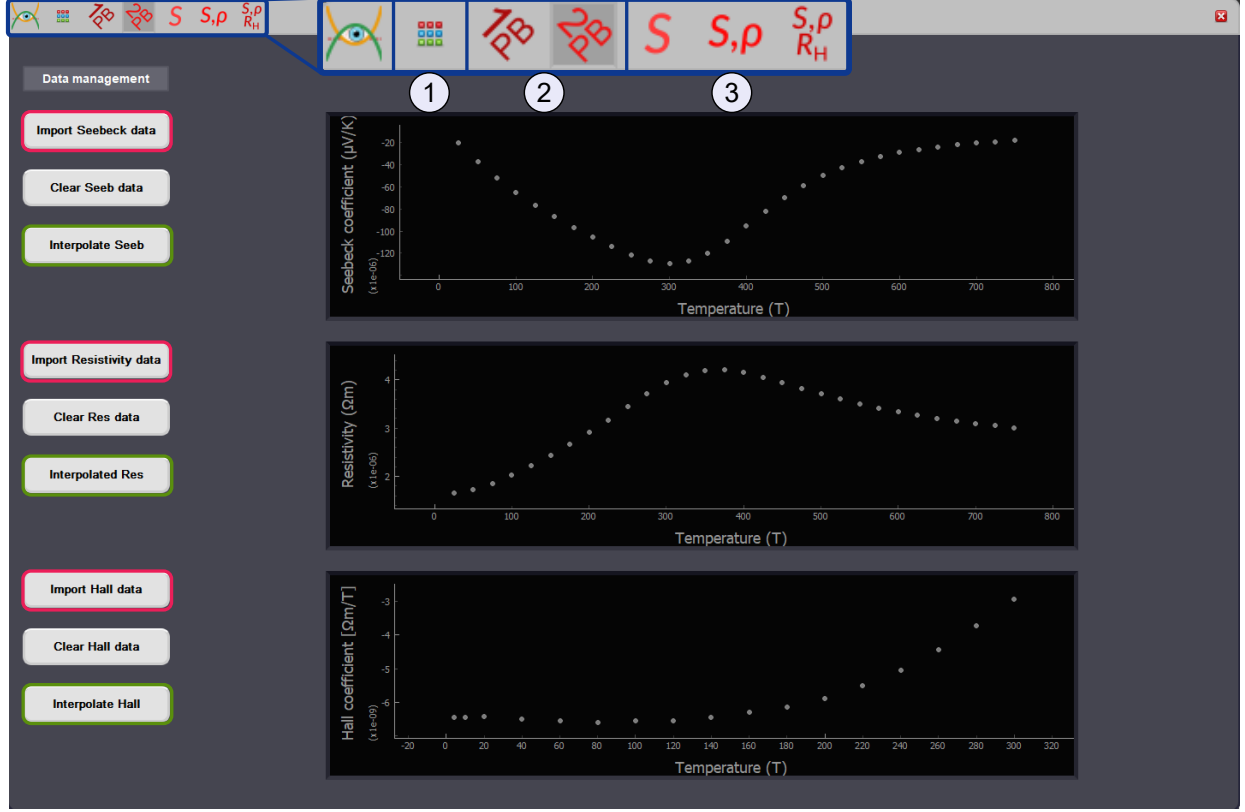 1PB 2PB S S,ρ S,ρ
R_H
1PB 2PB S S,ρ S,ρ
R_H
1 2 3
Data management
Import Seebeck data
Clear Seeb data
Interpolate Seeb
Seebeck coefficient (μV/K)
(x1e-06)
-20
-40
-60
-80
-100
-120
0 100 200 300 400 500 600 700 800
Temperature (T)
Import Resistivity data
Clear Res data
Interpolated Res
Resistivity (Ωm)
(x1e-06)
4
3
2
0 100 200 300 400 500 600 700 800
Temperature (T)
Import Hall data
Clear Hall data
Interpolate Hall
Hall coefficient [Ωm/T]
(x1e-09)
-3
-4
-5
-6
-20 0 20 40 60 80 100 120 140 160 180 200 220 240 260 280 300 320
Temperature (T)